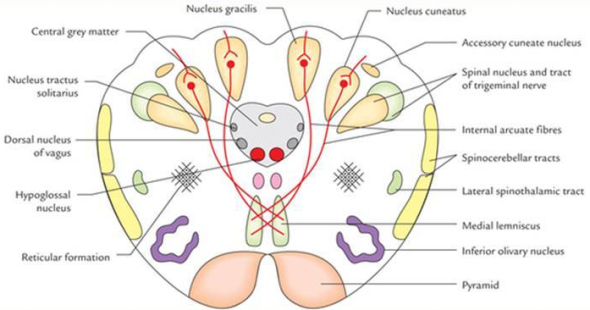 Nucleus gracilis
Nucleus cuneatus
Central grey matter
Accessory cuneate nucleus
Nucleus tractus
solitarius
Spinal nucleus and tract
of trigeminal nerve
Dorsal nucleus
of vagus
Internal arcuate fibres
Spinocerebellar tracts
Hypoglossal
nucleus
Lateral spinothalamic tract
Medial lemniscus
Reticular formation
Inferior olivary nucleus
Pyramid